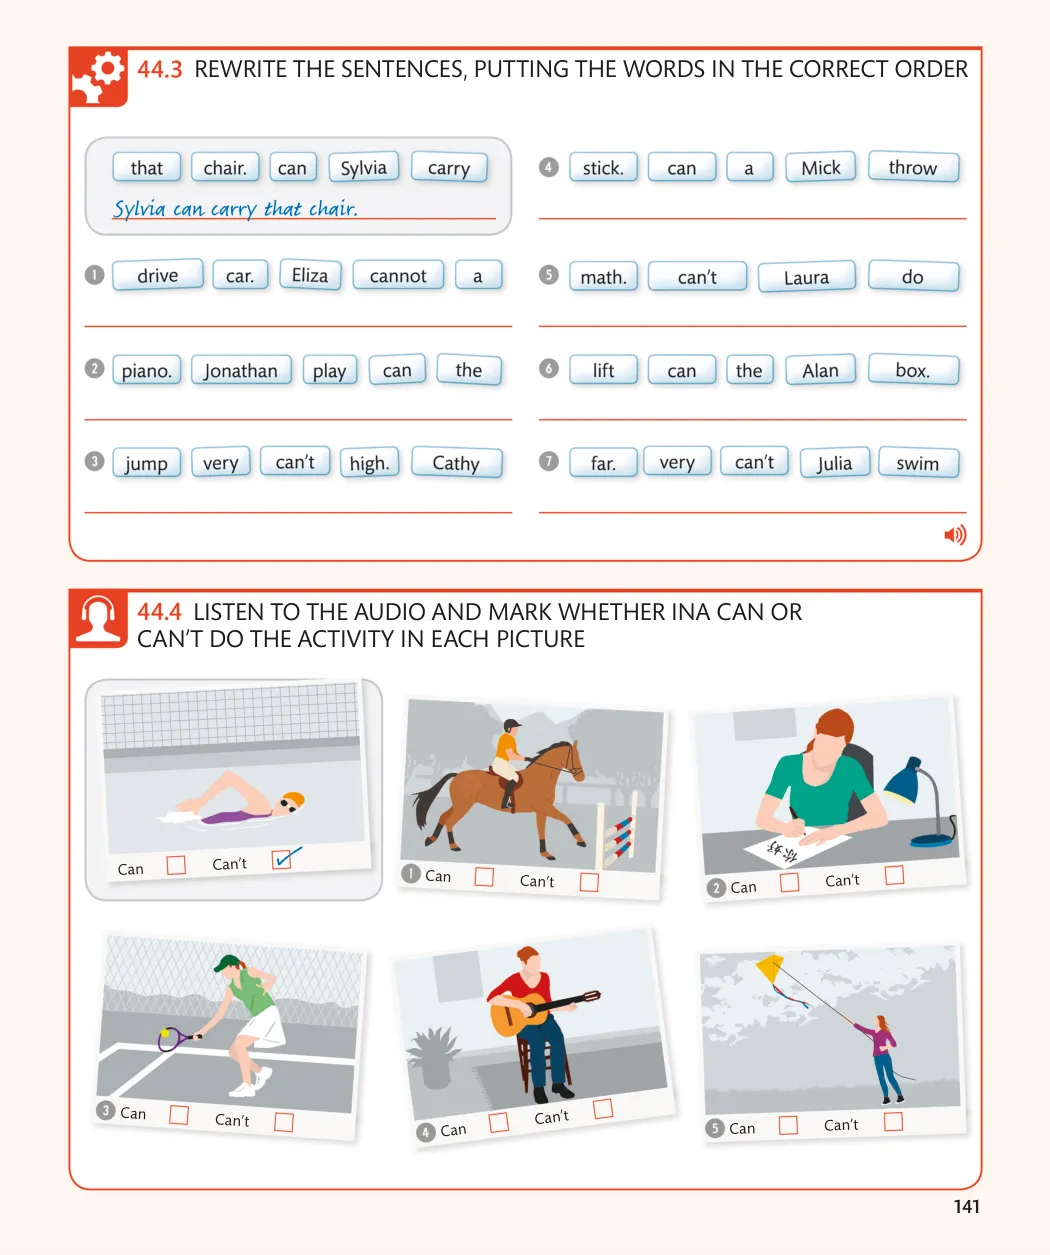 44.3 REWRITE THE SENTENCES, PUTTING THE WORDS IN THE CORRECT ORDER
that chair. can Sylvia carry
Sylvia can carry that chair.
1 drive car. Eliza cannot a
2 piano. Jonathan play can the
3 jump very can't high. Cathy
4 stick. can a Mick throw
5 math. can't Laura do
6 lift can the Alan box.
7 far. very can't Julia swim
44.4 LISTEN TO THE AUDIO AND MARK WHETHER INA CAN OR
CAN'T DO THE ACTIVITY IN EACH PICTURE
Can Can't
1 Can Can't
你好
2 Can Can't
3 Can Can't
4 Can Can't
5 Can Can't
141